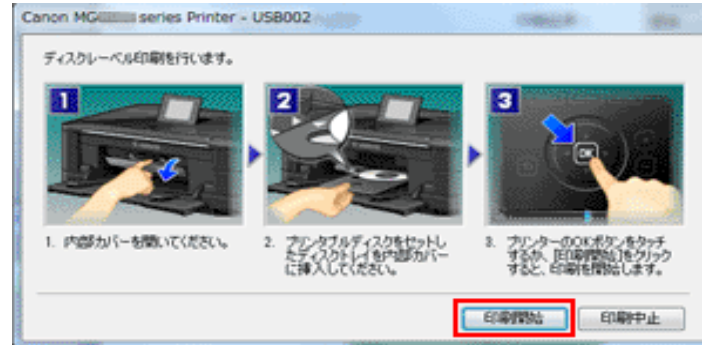 Canon MG series Printer - USB002
ディスクレーベル印刷を行います。
1
2
3
OK
1. 内部カバーを開いてください。
2. プリンタブルディスクをセットし
たディスクトレイを内部カバー
に挿入してください。
3. プリンターのOKボタンをタッチ
するか、[印刷開始]をクリック
すると、印刷を開始します。
印刷開始
印刷中止